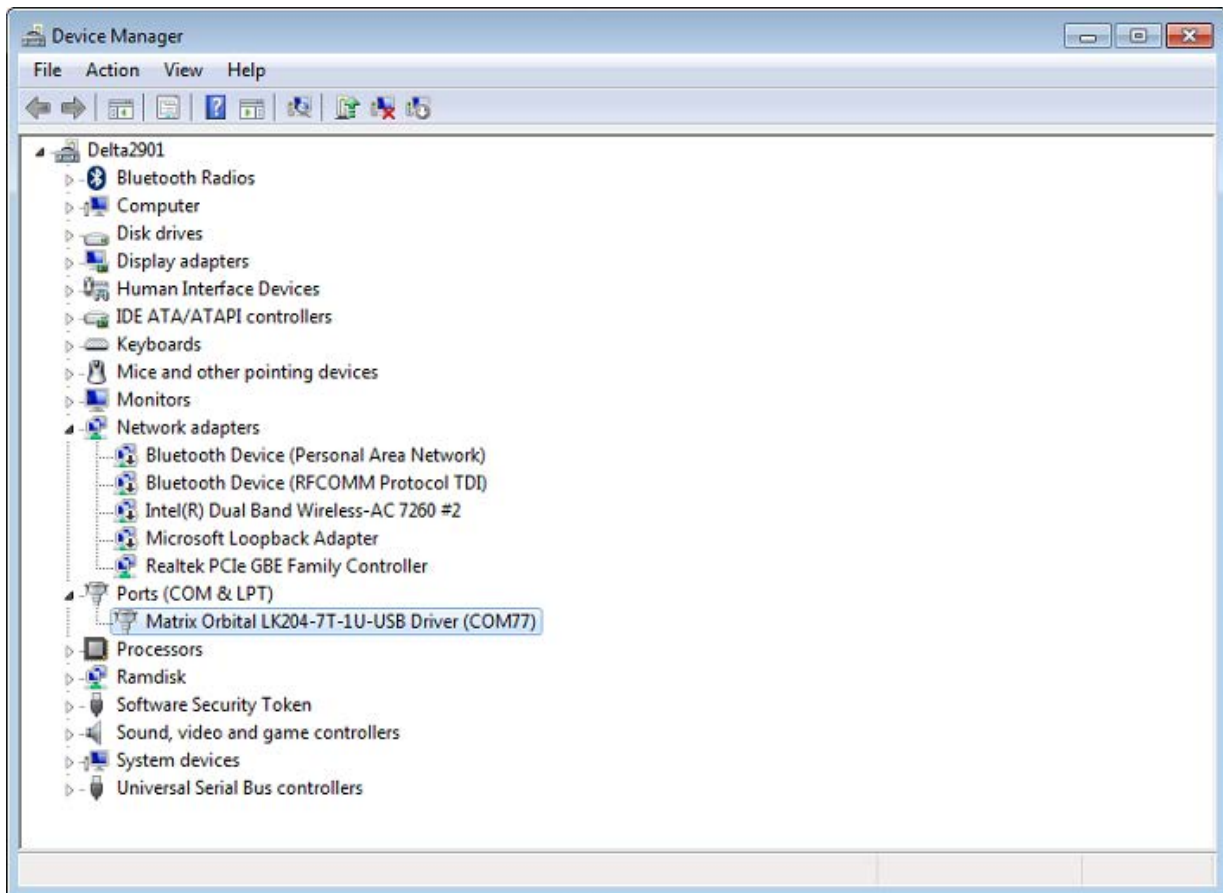 Device Manager
File Action View Help
Delta2901
Bluetooth Radios
Computer
Disk drives
Display adapters
Human Interface Devices
IDE ATA/ATAPI controllers
Keyboards
Mice and other pointing devices
Monitors
Network adapters
Bluetooth Device (Personal Area Network)
Bluetooth Device (RFCOMM Protocol TDI)
Intel(R) Dual Band Wireless-AC 7260 #2
Microsoft Loopback Adapter
Realtek PCIe GBE Family Controller
Ports (COM & LPT)
Matrix Orbital LK204-7T-1U-USB Driver (COM77)
Processors
Ramdisk
Software Security Token
Sound, video and game controllers
System devices
Universal Serial Bus controllers